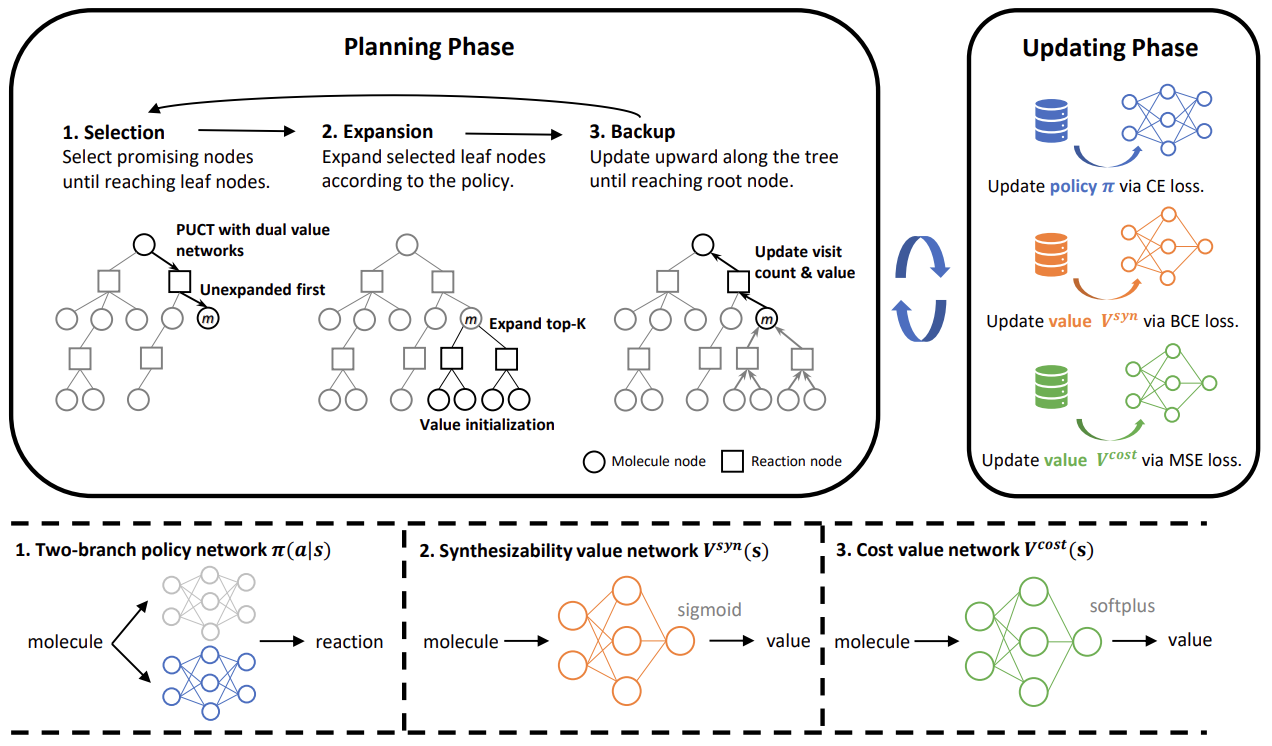 Planning Phase
1. Selection
Select promising nodes
until reaching leaf nodes.
2. Expansion
Expand selected leaf nodes
according to the policy.
3. Backup
Update upward along the tree
until reaching root node.
PUCT with dual value
networks
Unexpanded first
m
m
Expand top-K
Value initialization
Update visit
count & value
m
Molecule node
Reaction node
Updating Phase
Update policy π via CE loss.
Update value V^syn via BCE loss.
Update value V^cost via MSE loss.
1. Two-branch policy network π(a|s)
molecule
reaction
2. Synthesizability value network V^syn(s)
sigmoid
molecule
value
3. Cost value network V^cost(s)
softplus
molecule
value